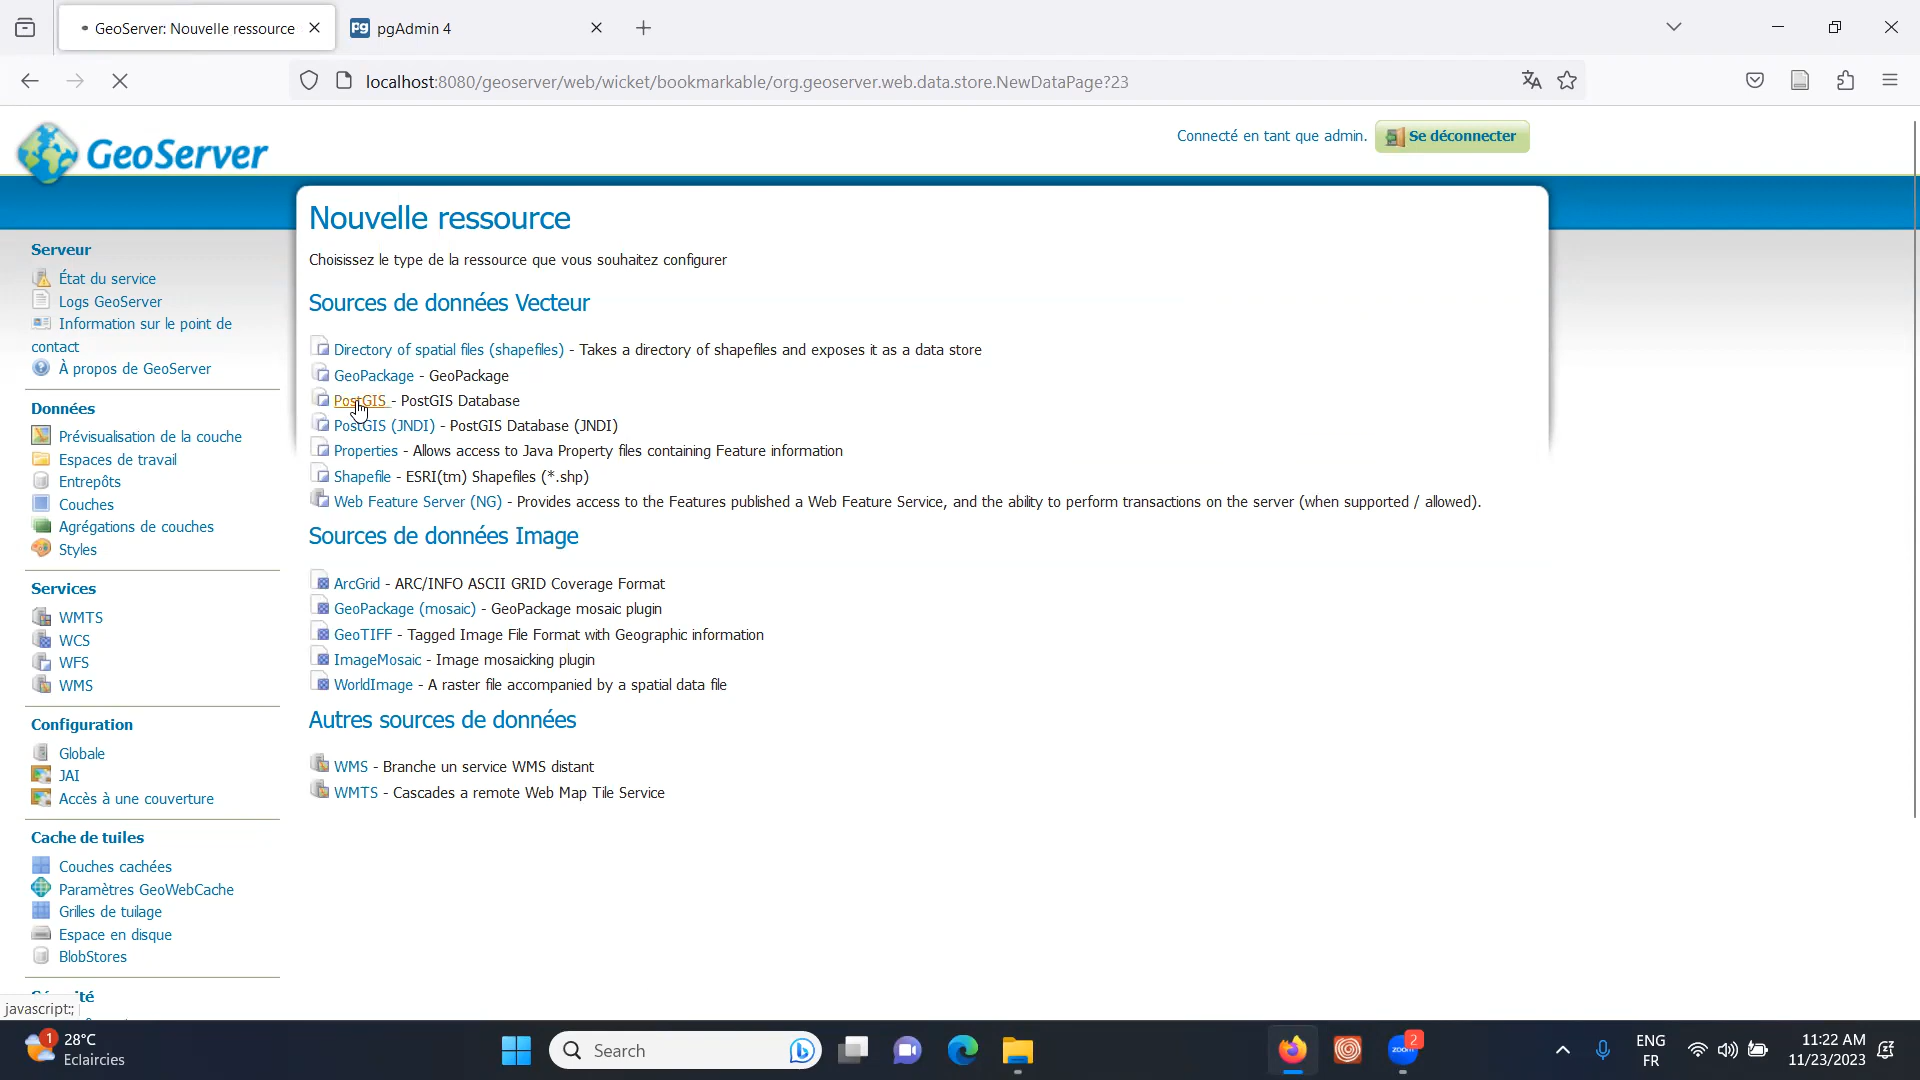 GeoServer: Nouvelle ressource
Pg pgAdmin 4
localhost:8080/geoserver/web/wicket/bookmarkable/org.geoserver.web.data.store.NewDataPage?23
GeoServer
Connecté en tant que admin.
Se déconnecter
Nouvelle ressource
Choisissez le type de la ressource que vous souhaitez configurer
Sources de données Vecteur
Directory of spatial files (shapefiles) - Takes a directory of shapefiles and exposes it as a data store
GeoPackage - GeoPackage
PostGIS - PostGIS Database
PostGIS (JNDI) - PostGIS Database (JNDI)
Properties - Allows access to Java Property files containing Feature information
Shapefile - ESRI(tm) Shapefiles (*.shp)
Web Feature Server (NG) - Provides access to the Features published a Web Feature Service, and the ability to perform transactions on the server (when supported / allowed).
Sources de données Image
ArcGrid - ARC/INFO ASCII GRID Coverage Format
GeoPackage (mosaic) - GeoPackage mosaic plugin
GeoTIFF - Tagged Image File Format with Geographic information
ImageMosaic - Image mosaicking plugin
WorldImage - A raster file accompanied by a spatial data file
Autres sources de données
WMS - Branche un service WMS distant
WMTS - Cascades a remote Web Map Tile Service
Serveur
État du service
Logs GeoServer
Information sur le point de
contact
À propos de GeoServer
Données
Prévisualisation de la couche
Espaces de travail
Entrepôts
Couches
Agrégations de couches
Styles
Services
WMTS
WCS
WFS
WMS
Configuration
Globale
JAI
Accès à une couverture
Cache de tuiles
Couches cachées
Paramètres GeoWebCache
Grilles de tuilage
Espace en disque
BlobStores
javascript:;
1
28°C
Eclaircies
Search
zoom
2
ENG
FR
11:22 AM
11/23/2023